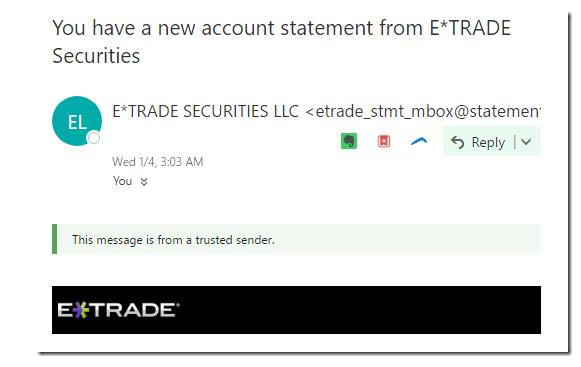 You have a new account statement from E*TRADE
Securities
EL
E*TRADE SECURITIES LLC <etrade_stmt_mbox@statement
Reply
Wed 1/4, 3:03 AM
You
This message is from a trusted sender.
E*TRADE®